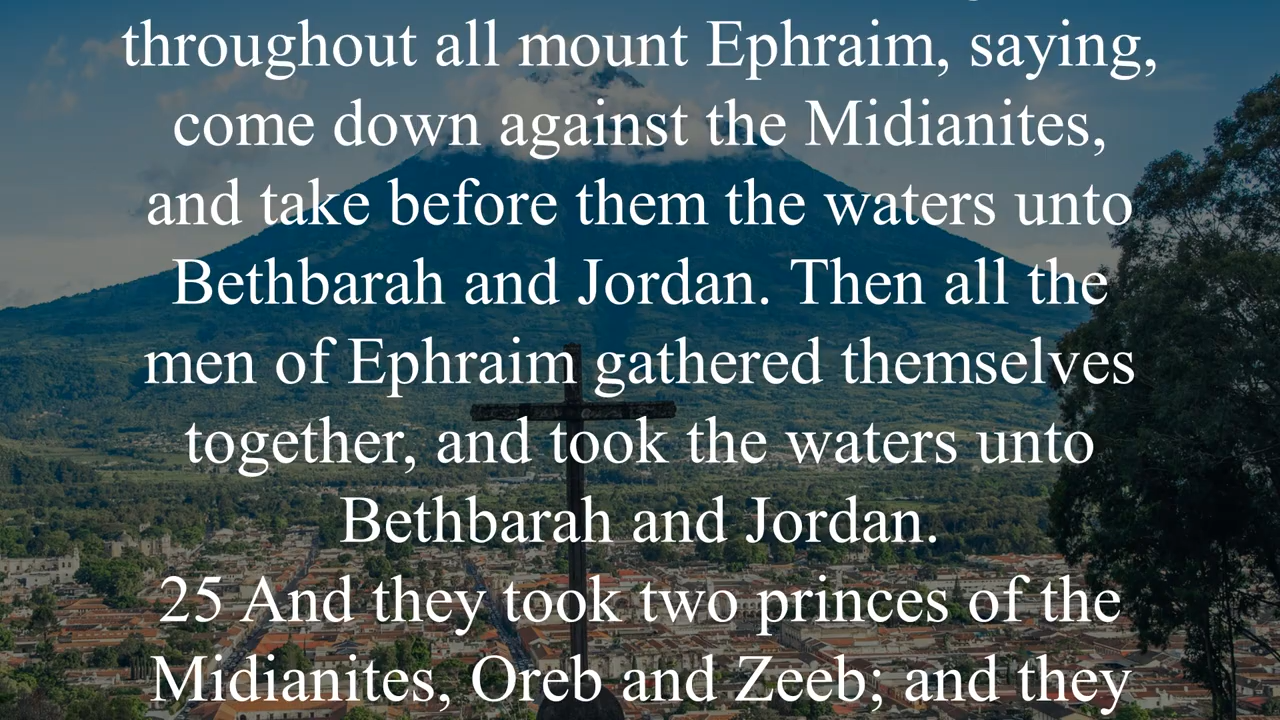 throughout all mount Ephraim, saying,
come down against the Midianites,
and take before them the waters unto
Bethbarah and Jordan. Then all the
men of Ephraim gathered themselves
together, and took the waters unto
Bethbarah and Jordan.
25 And they took two princes of the
Midianites, Oreb and Zeeb; and they